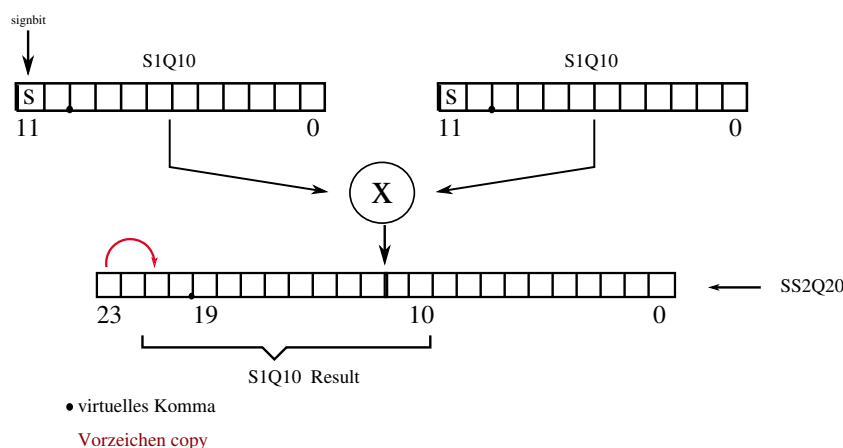 signbit
S1Q10 S1Q10
S S
11 0 11 0
X
SS2Q20
23 19 10 0
S1Q10 Result
• virtuelles Komma
Vorzeichen copy